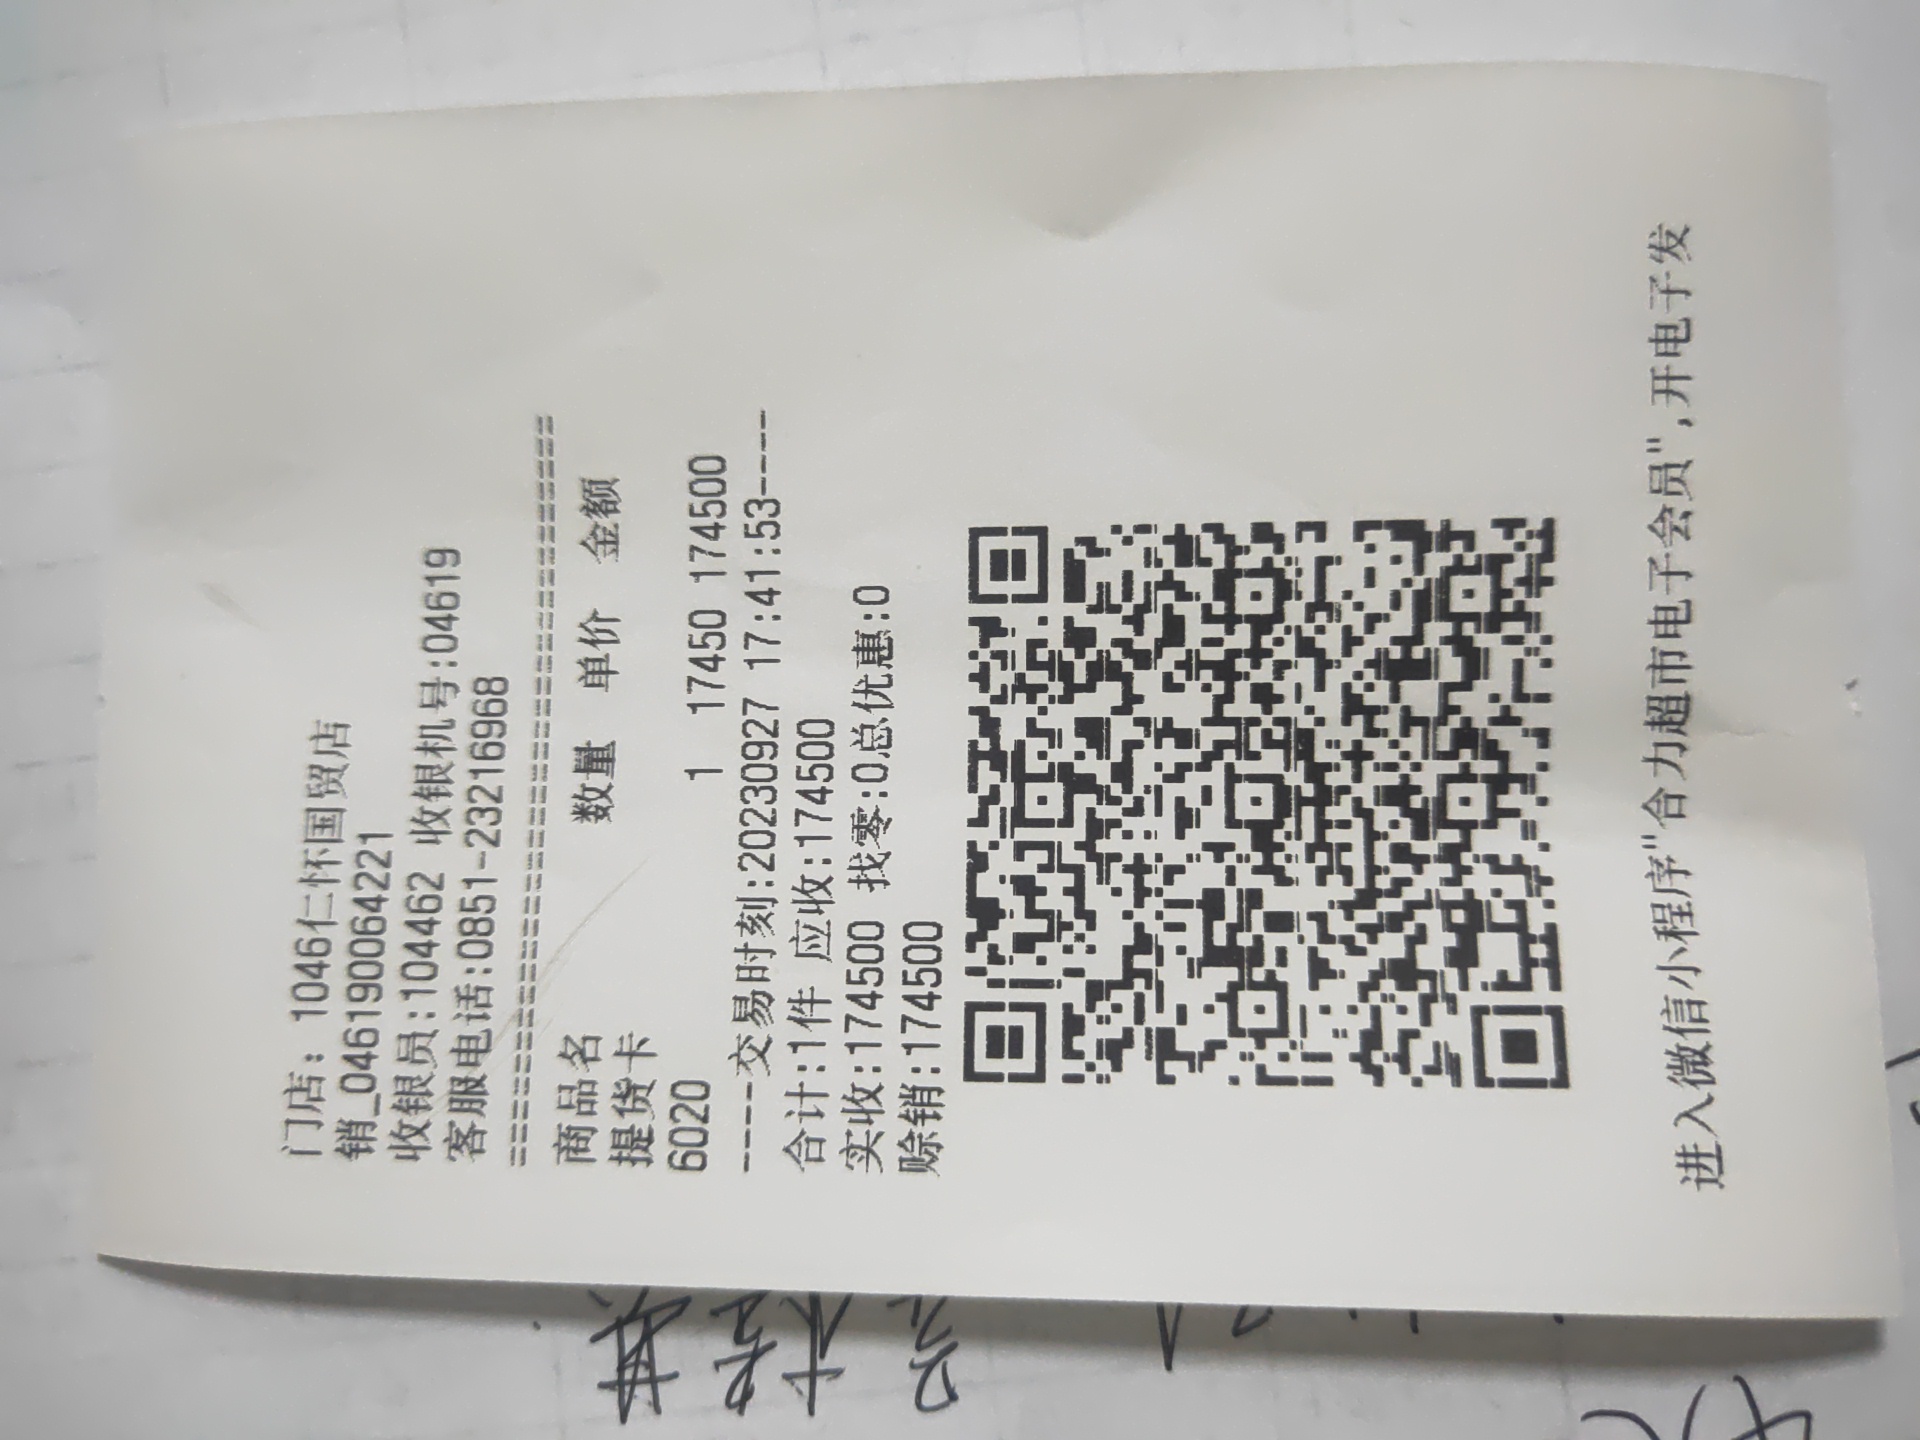 门店: 1046仁怀国贸店
销_046190064221
收银员:104462 收银机号:04619
客服电话:0851-23216968
================================
商品名 数量 单价 金额
提货卡
6020 1 17450 174500
----交易时刻:20230927 17:41:53----
合计:1件 应收:174500
实收:174500 找零:0总优惠:0
赊销:174500
进入微信小程序"合力超市电子会员",开电子发